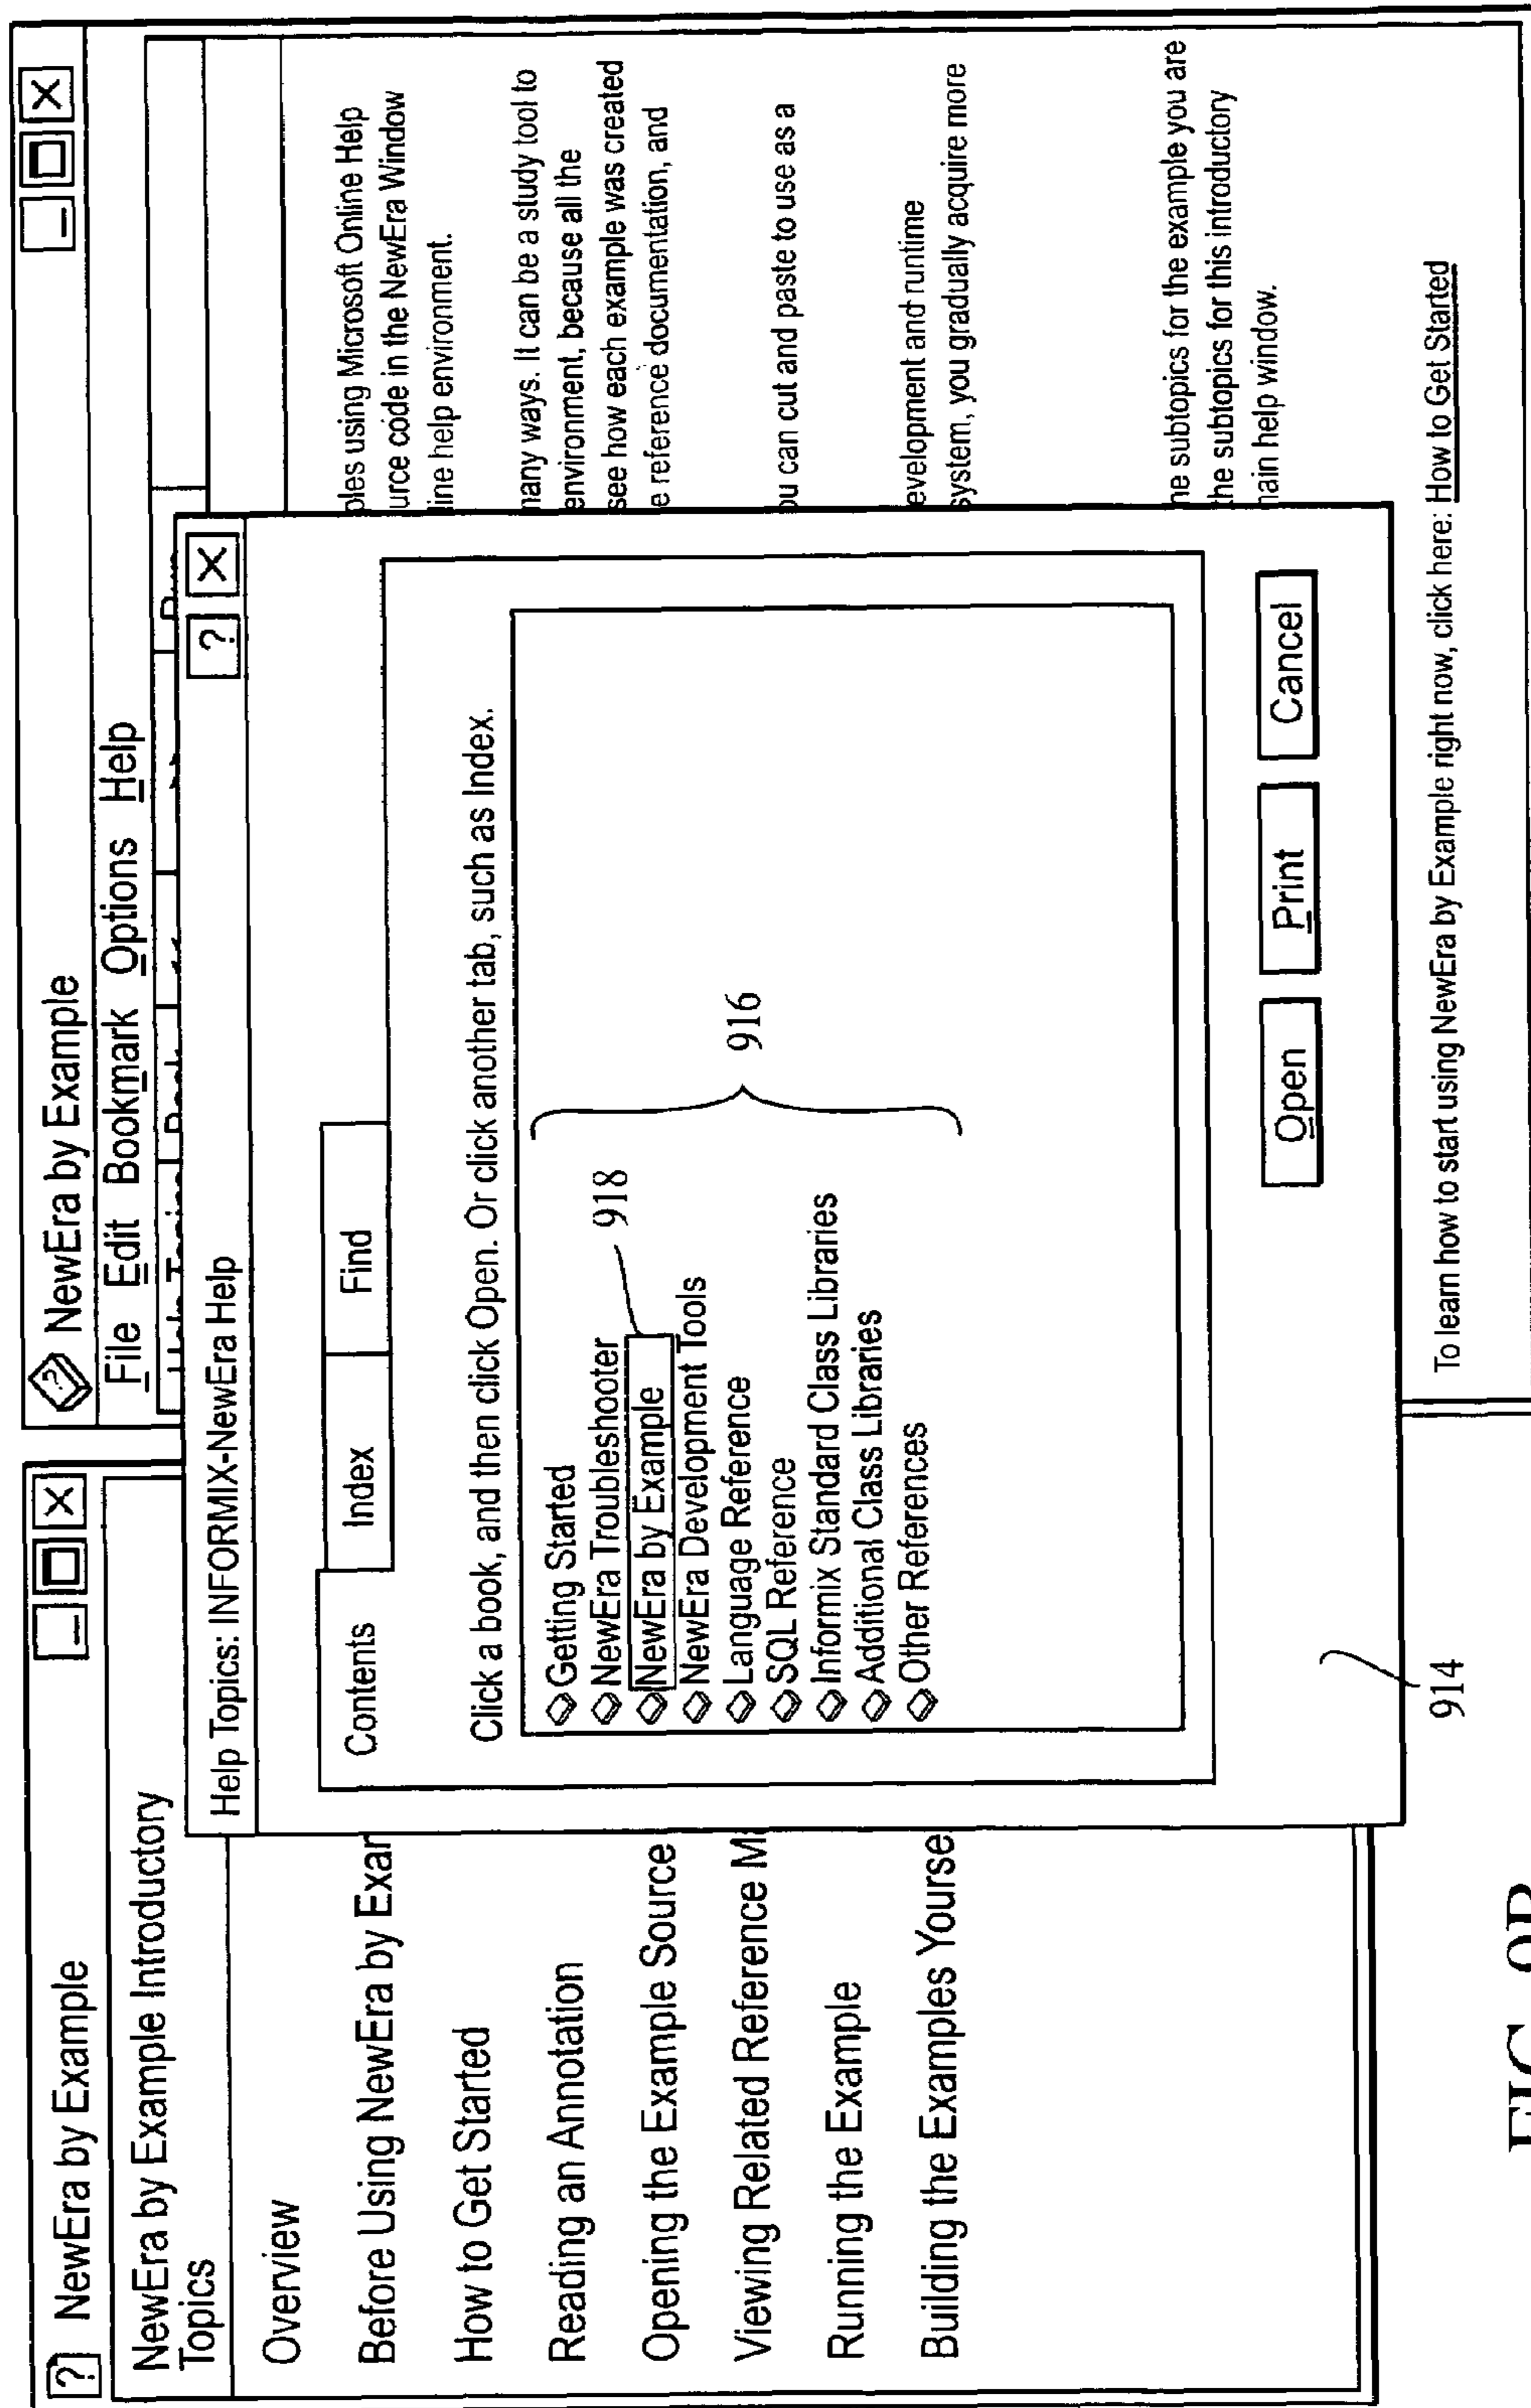 NewEra by Example
NewEra by Example Introductory
Topics
Overview
Before Using NewEra by Exar
How to Get Started
Reading an Annotation
Opening the Example Source
Viewing Related Reference M
Running the Example
Building the Examples Yourse
NewEra by Example
File Edit Bookmark Options Help
Help Topics: INFORMIX-NewEra Help
Contents Index Find
Click a book, and then click Open. Or click another tab, such as Index.
Getting Started
NewEra Troubleshooter
NewEra by Example
NewEra Development Tools
Language Reference
SQL Reference
Informix Standard Class Libraries
Additional Class Libraries
Other References
918
916
Open Print Cancel
914
ples using Microsoft Online Help
urce code in the NewEra Window
ine help environment.
nany ways. It can be a study tool to
environment, because all the
see how each example was created
e reference documentation, and
ou can cut and paste to use as a
evelopment and runtime
system, you gradually acquire more
ne subtopics for the example you are
the subtopics for this introductory
nain help window.
To learn how to start using NewEra by Example right now, click here: How to Get Started